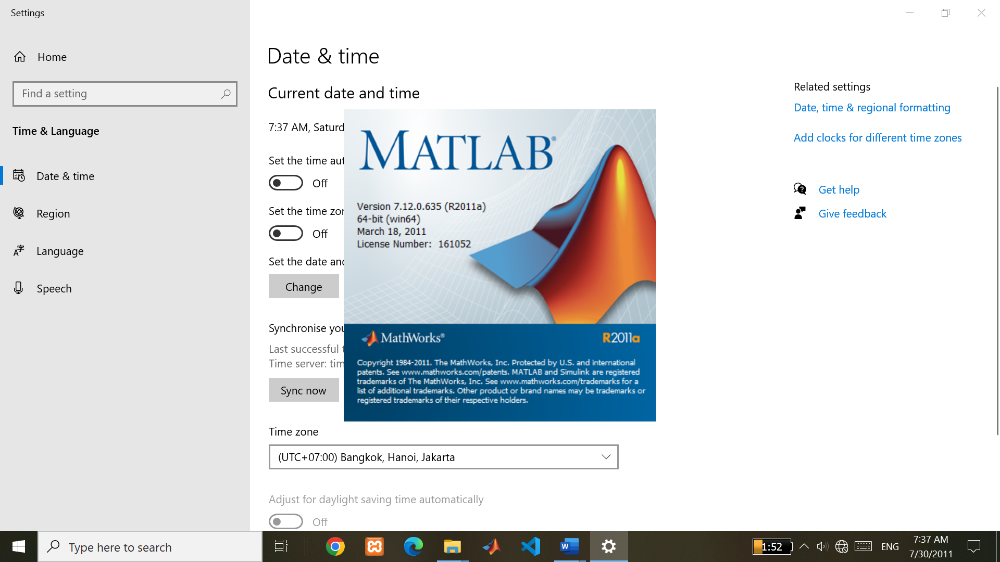 Settings
Home
Find a setting
Time & Language
Date & time
Region
Language
Speech
Date & time
Current date and time
7:37 AM, Saturd
Set the time aut
Off
Set the time zor
Off
Set the date and
Change
Synchronise you
Last successful t
Time server: tim
Sync now
Time zone
(UTC+07:00) Bangkok, Hanoi, Jakarta
Adjust for daylight saving time automatically
Off
MATLAB®
Version 7.12.0.635 (R2011a)
64-bit (win64)
March 18, 2011
License Number: 161052
MathWorks®
R2011a
Copyright 1984-2011. The MathWorks, Inc. Protected by U.S. and international
patents. See www.mathworks.com/patents. MATLAB and Simulink are registered
trademarks of The MathWorks, Inc. See www.mathworks.com/trademarks for a
list of additional trademarks. Other product or brand names may be trademarks or
registered trademarks of their respective holders.
Related settings
Date, time & regional formatting
Add clocks for different time zones
Get help
Give feedback
Type here to search
1:52
ENG
7:37 AM
7/30/2011